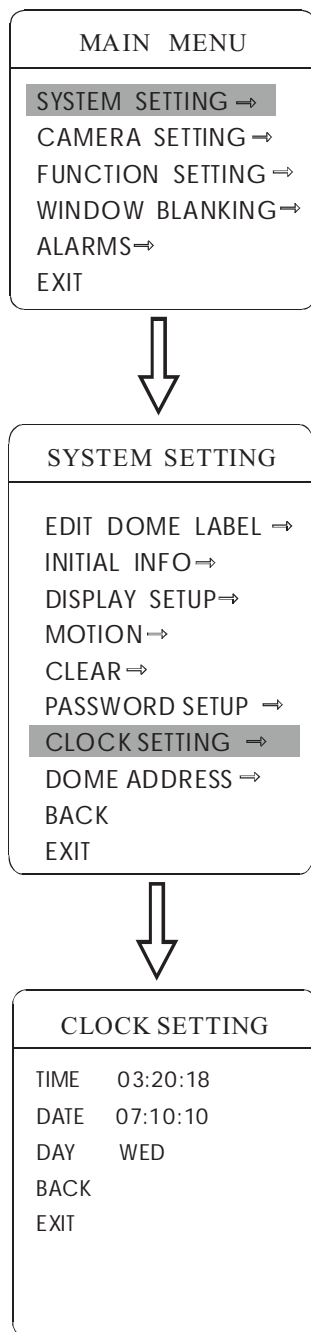 MAIN MENU
SYSTEM SETTING ⇒
CAMERA SETTING ⇒
FUNCTION SETTING ⇒
WINDOW BLANKING ⇒
ALARMS ⇒
EXIT
SYSTEM SETTING
EDIT DOME LABEL ⇒
INITIAL INFO ⇒
DISPLAY SETUP ⇒
MOTION ⇒
CLEAR ⇒
PASSWORD SETUP ⇒
CLOCK SETTING ⇒
DOME ADDRESS ⇒
BACK
EXIT
CLOCK SETTING
TIME 03:20:18
DATE 07:10:10
DAY WED
BACK
EXIT